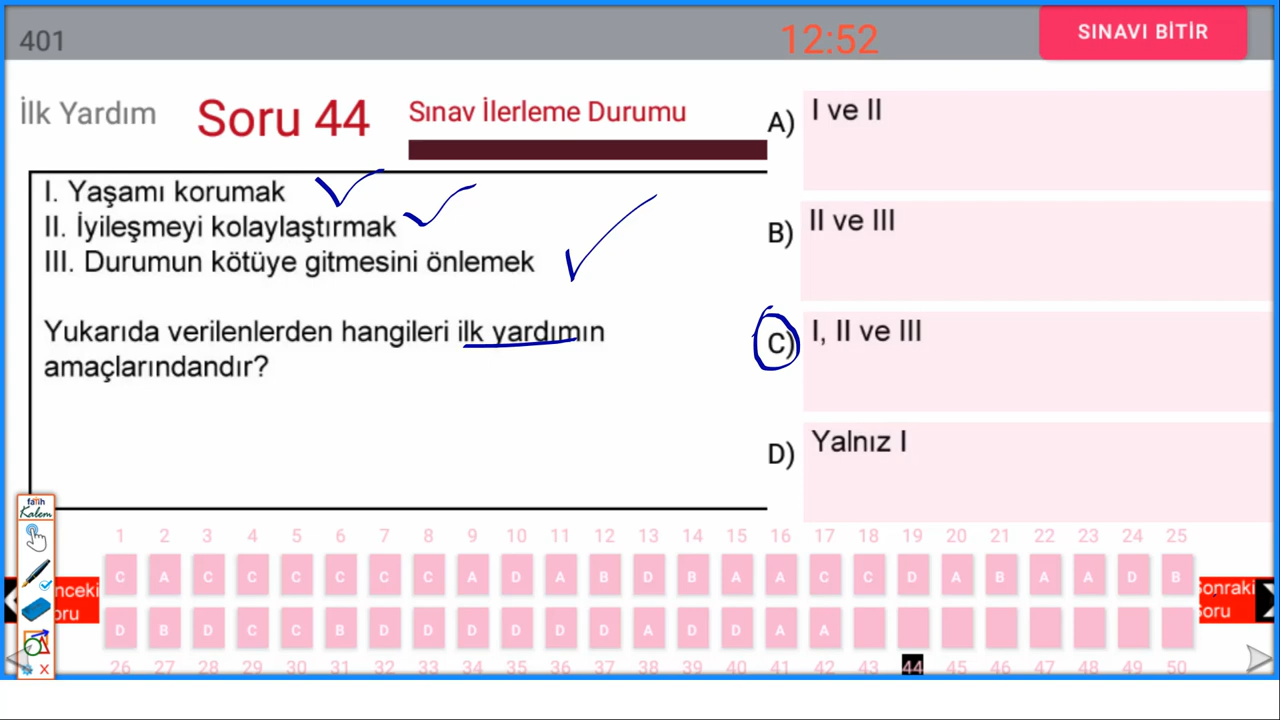 401
12:52
SINAVI BİTİR
İlk Yardım
Soru 44
Sınav İlerleme Durumu
I. Yaşamı korumak
II. İyileşmeyi kolaylaştırmak
III. Durumun kötüye gitmesini önlemek
Yukarıda verilenlerden hangileri ilk yardımın
amaçlarındandır?
A) I ve II
B) II ve III
C) I, II ve III
D) Yalnız I
fatih
Kalem
1 2 3 4 5 6 7 8 9 10 11 12 13 14 15 16 17 18 19 20 21 22 23 24 25
C A C C C C C C A D A B D B A A C C D A B A A D B
nceki
oru
Sonraki
Soru
D B D C C B D D D D D D A D D A A
26 27 28 29 30 31 32 33 34 35 36 37 38 39 40 41 42 43 44 45 46 47 48 49 50